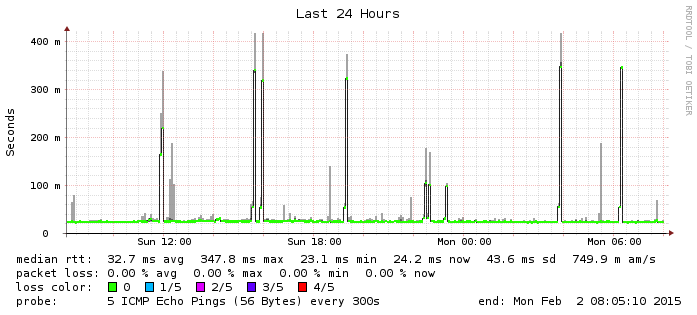 Last 24 Hours
RRDTOOL / TOBI OETIKER
Seconds
400 m
300 m
200 m
100 m
0
Sun 12:00 Sun 18:00 Mon 00:00 Mon 06:00
median rtt: 32.7 ms avg 347.8 ms max 23.1 ms min 24.2 ms now 43.6 ms sd 749.9 m am/s
packet loss: 0.00 % avg 0.00 % max 0.00 % min 0.00 % now
loss color: 0 1/5 2/5 3/5 4/5
probe: 5 ICMP Echo Pings (56 Bytes) every 300s end: Mon Feb 2 08:05:10 2015